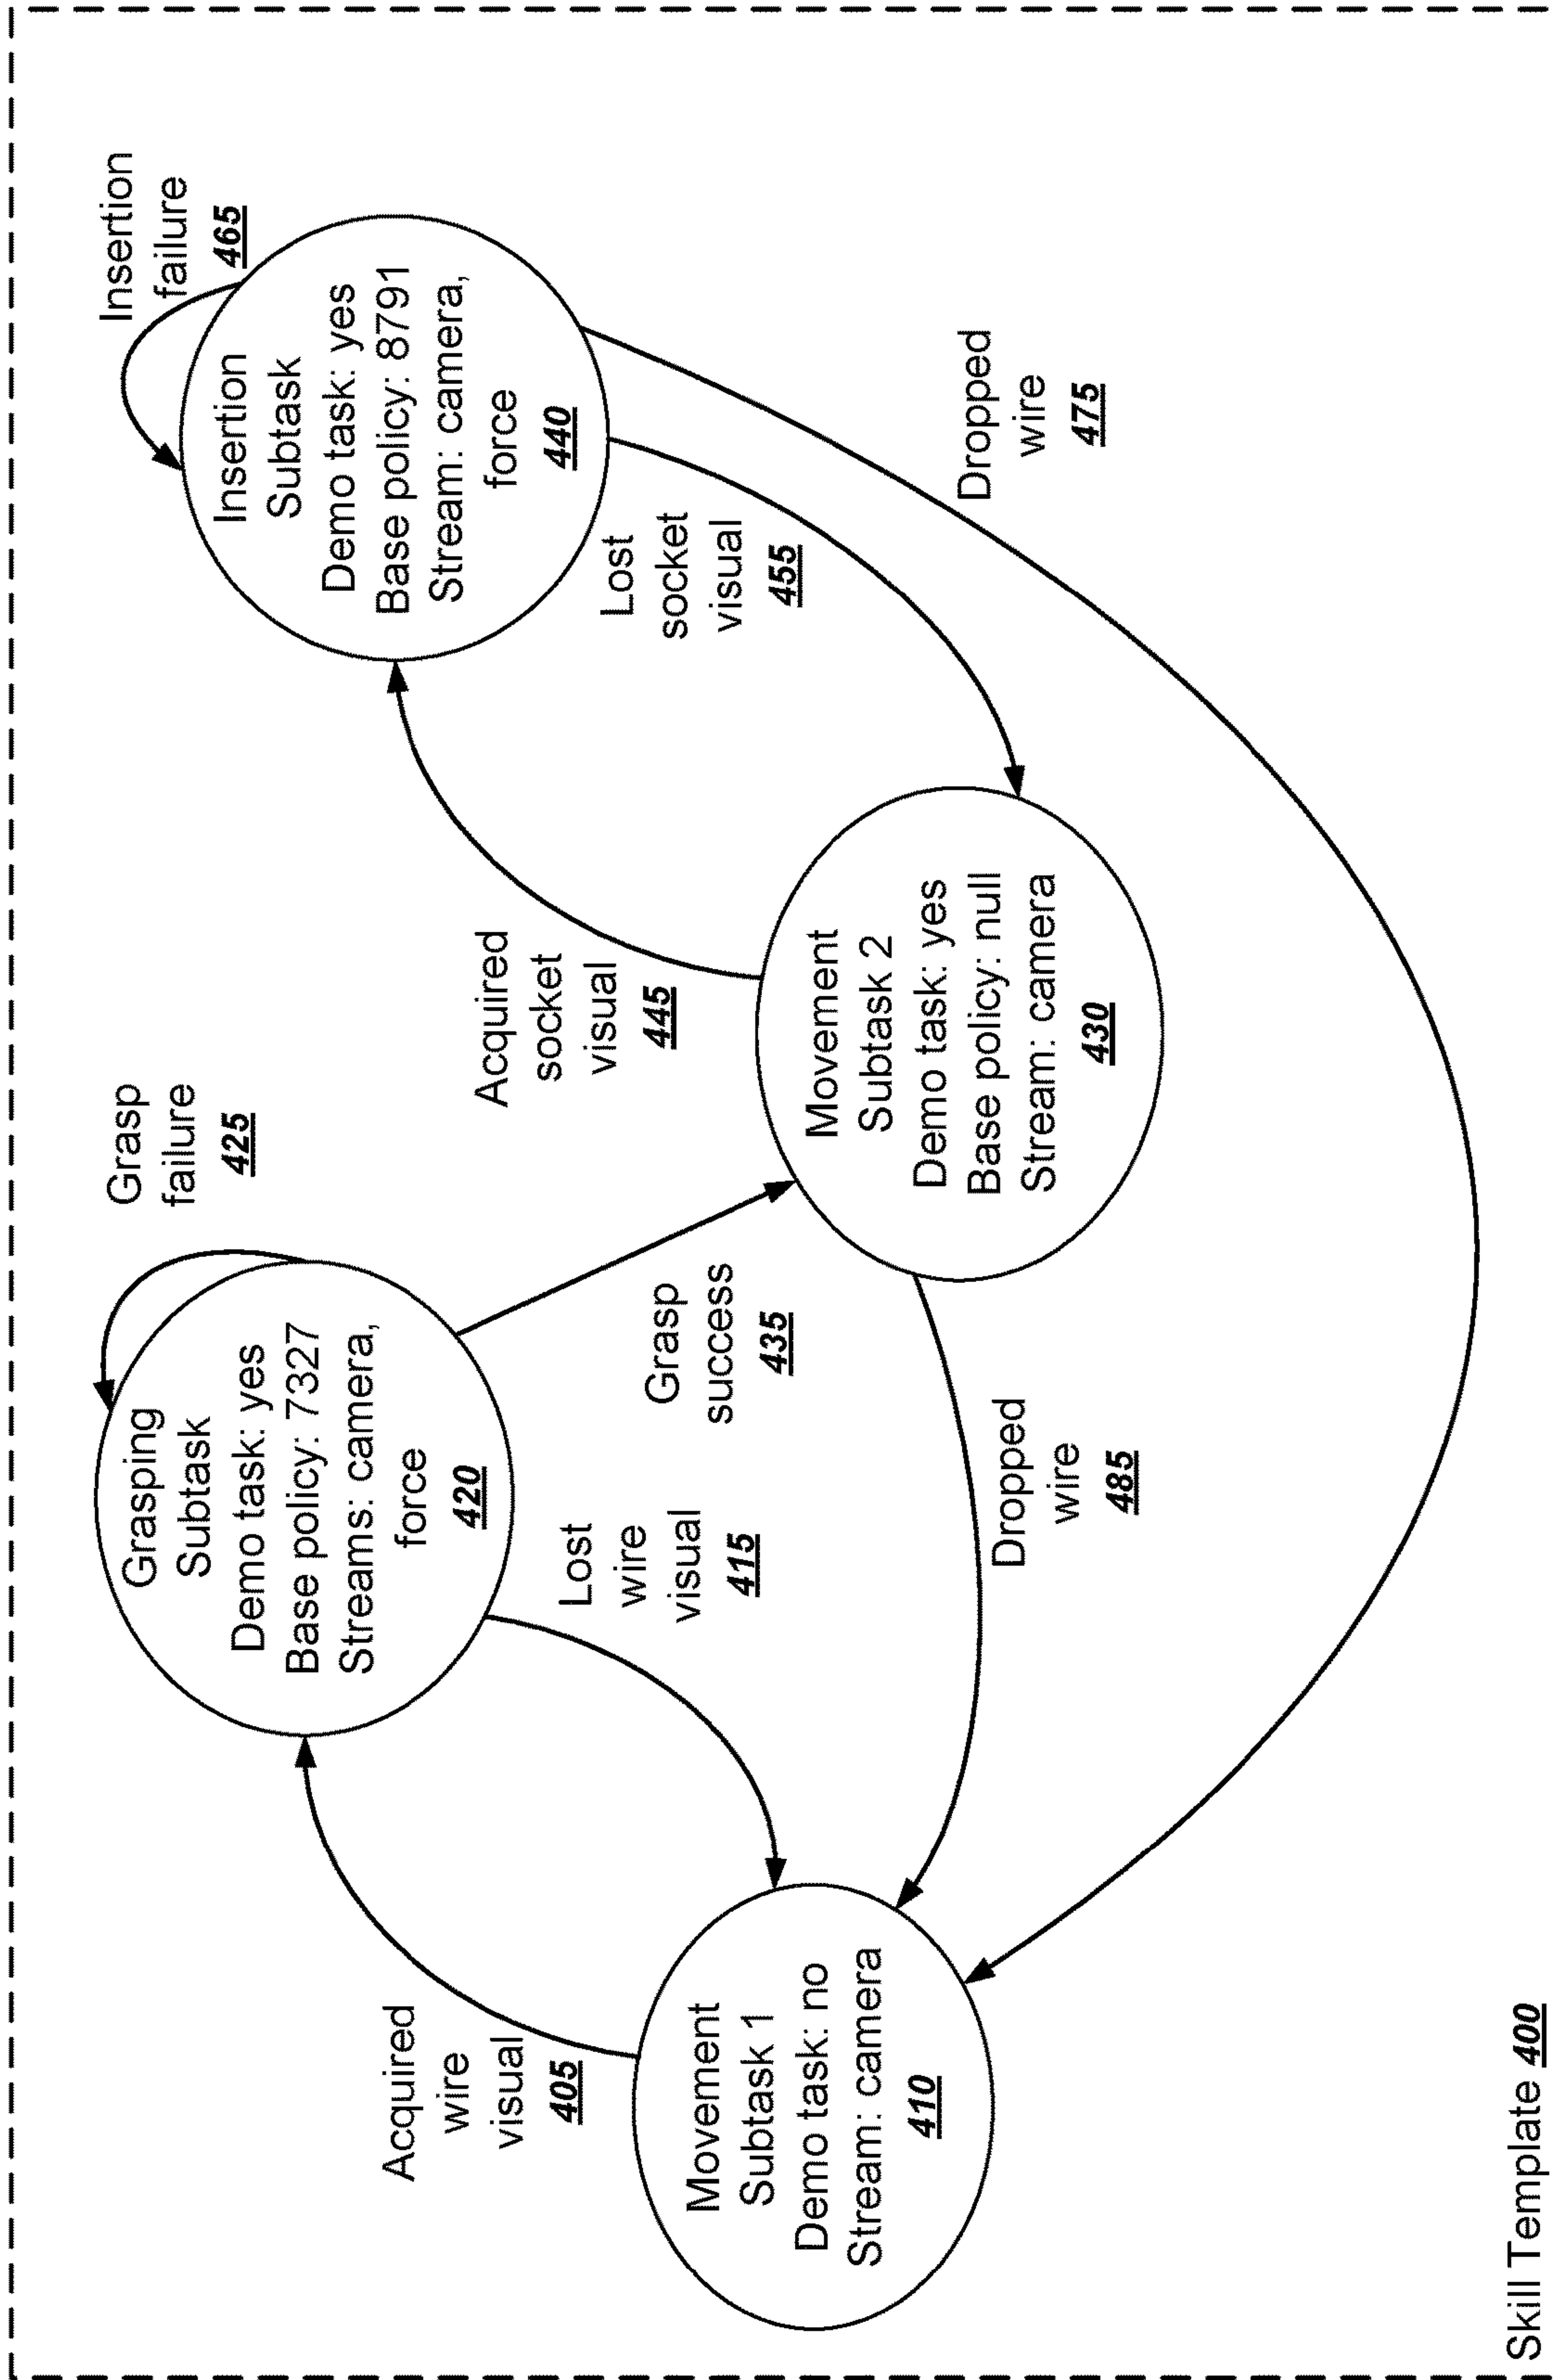 Acquired
wire
visual
405
Movement
Subtask 1
Demo task: no
Stream: camera
410
Grasping
Subtask
Demo task: yes
Base policy: 7327
Streams: camera,
force
420
Grasp
failure
425
Lost
wire
visual
415
Grasp
success
435
Dropped
wire
485
Movement
Subtask 2
Demo task: yes
Base policy: null
Stream: camera
430
Acquired
socket
visual
445
Insertion
Subtask
Demo task: yes
Base policy: 8791
Stream: camera,
force
440
Insertion
failure
465
Lost
socket
visual
455
Dropped
wire
475
Skill Template 400